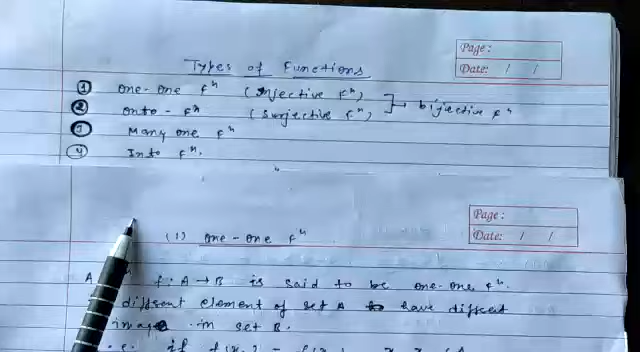 Page:
Date: / /
Types of Functions
① one-one fⁿ (Injective fⁿ,
② onto - fⁿ (Surjective fⁿ, → bijective fⁿ
③ Many one fⁿ
④ Into fⁿ.
Page:
Date: / /
(1) one-one fⁿ
A f: A → B is said to be one-one fⁿ.
different element of set A have different
image in set B.